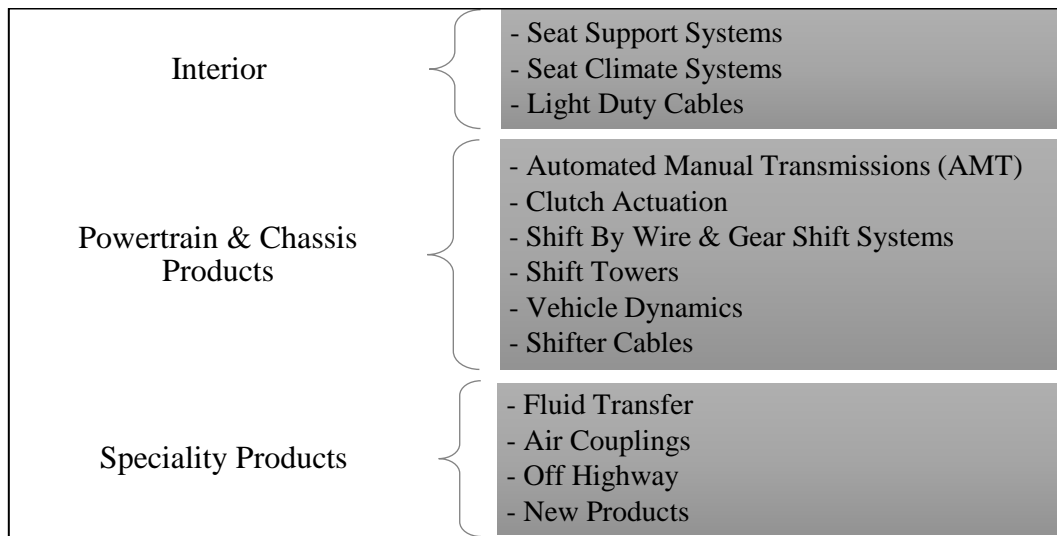 Interior
- Seat Support Systems
- Seat Climate Systems
- Light Duty Cables
Powertrain & Chassis
Products
- Automated Manual Transmissions (AMT)
- Clutch Actuation
- Shift By Wire & Gear Shift Systems
- Shift Towers
- Vehicle Dynamics
- Shifter Cables
Speciality Products
- Fluid Transfer
- Air Couplings
- Off Highway
- New Products